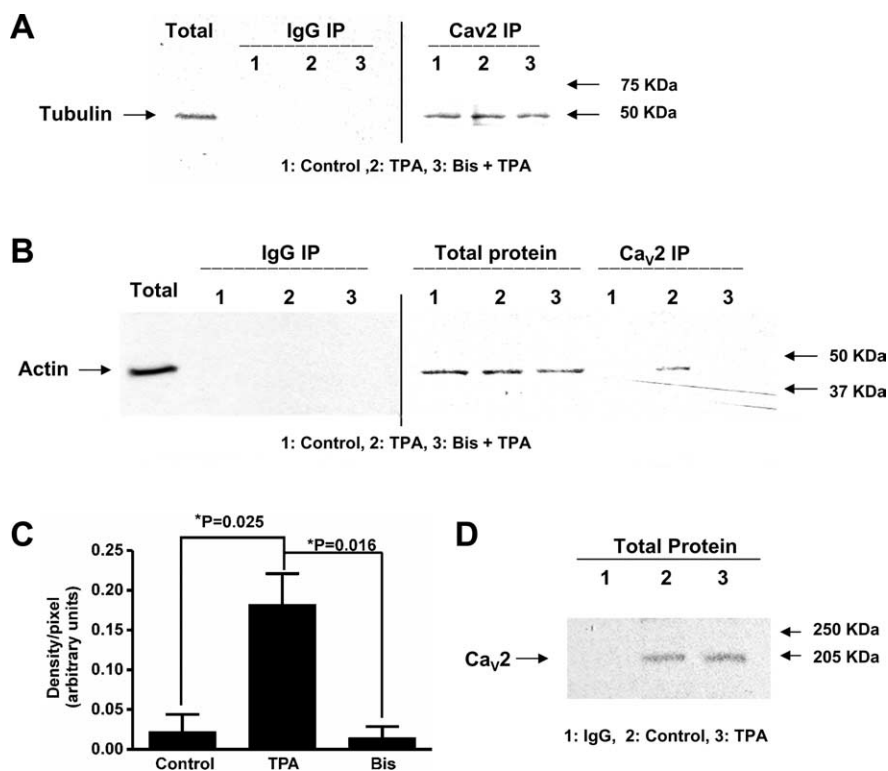 A
Total IgG IP Cav2 IP
1 2 3 1 2 3
75 KDa
Tubulin 50 KDa
1: Control ,2: TPA, 3: Bis + TPA
B
IgG IP Total protein CaV2 IP
Total 1 2 3 1 2 3 1 2 3
50 KDa
Actin
37 KDa
1: Control, 2: TPA, 3: Bis + TPA
C
*P=0.025
*P=0.016
Density/pixel
(arbitrary units)
0.25
0.20
0.15
0.10
0.05
0.00
Control TPA Bis
D
Total Protein
1 2 3
250 KDa
CaV2 205 KDa
1: IgG, 2: Control, 3: TPA